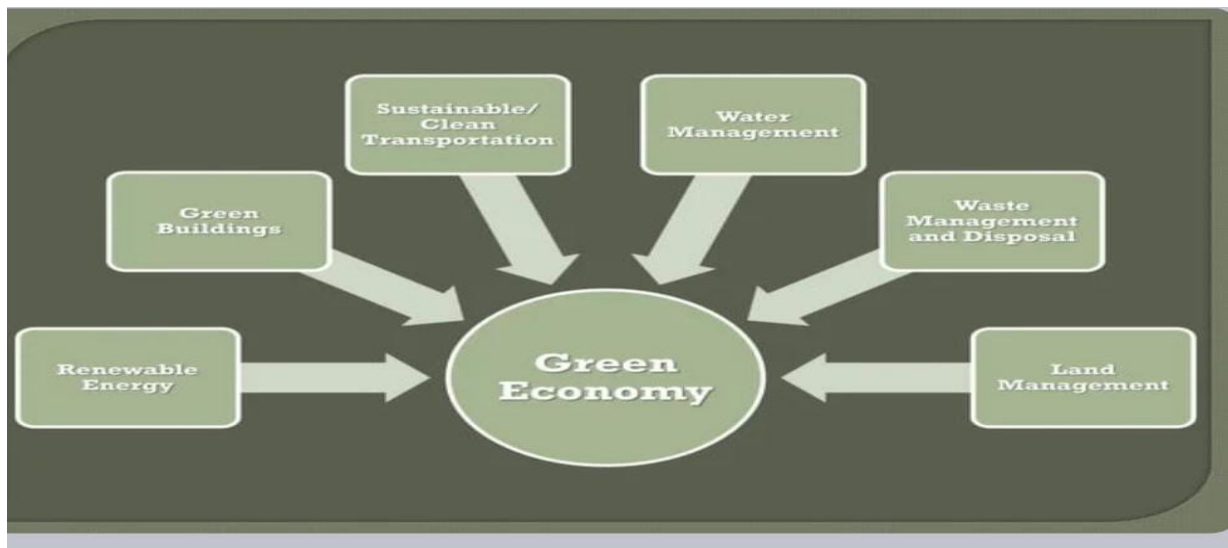 Sustainable/
Clean
Transportation
Water
Management
Green
Buildings
Waste
Management
and Disposal
Renewable
Energy
Green
Economy
Land
Management